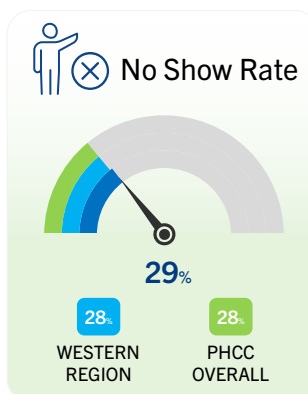 No Show Rate
29%
28%
28%
WESTERN
REGION
PHCC
OVERALL